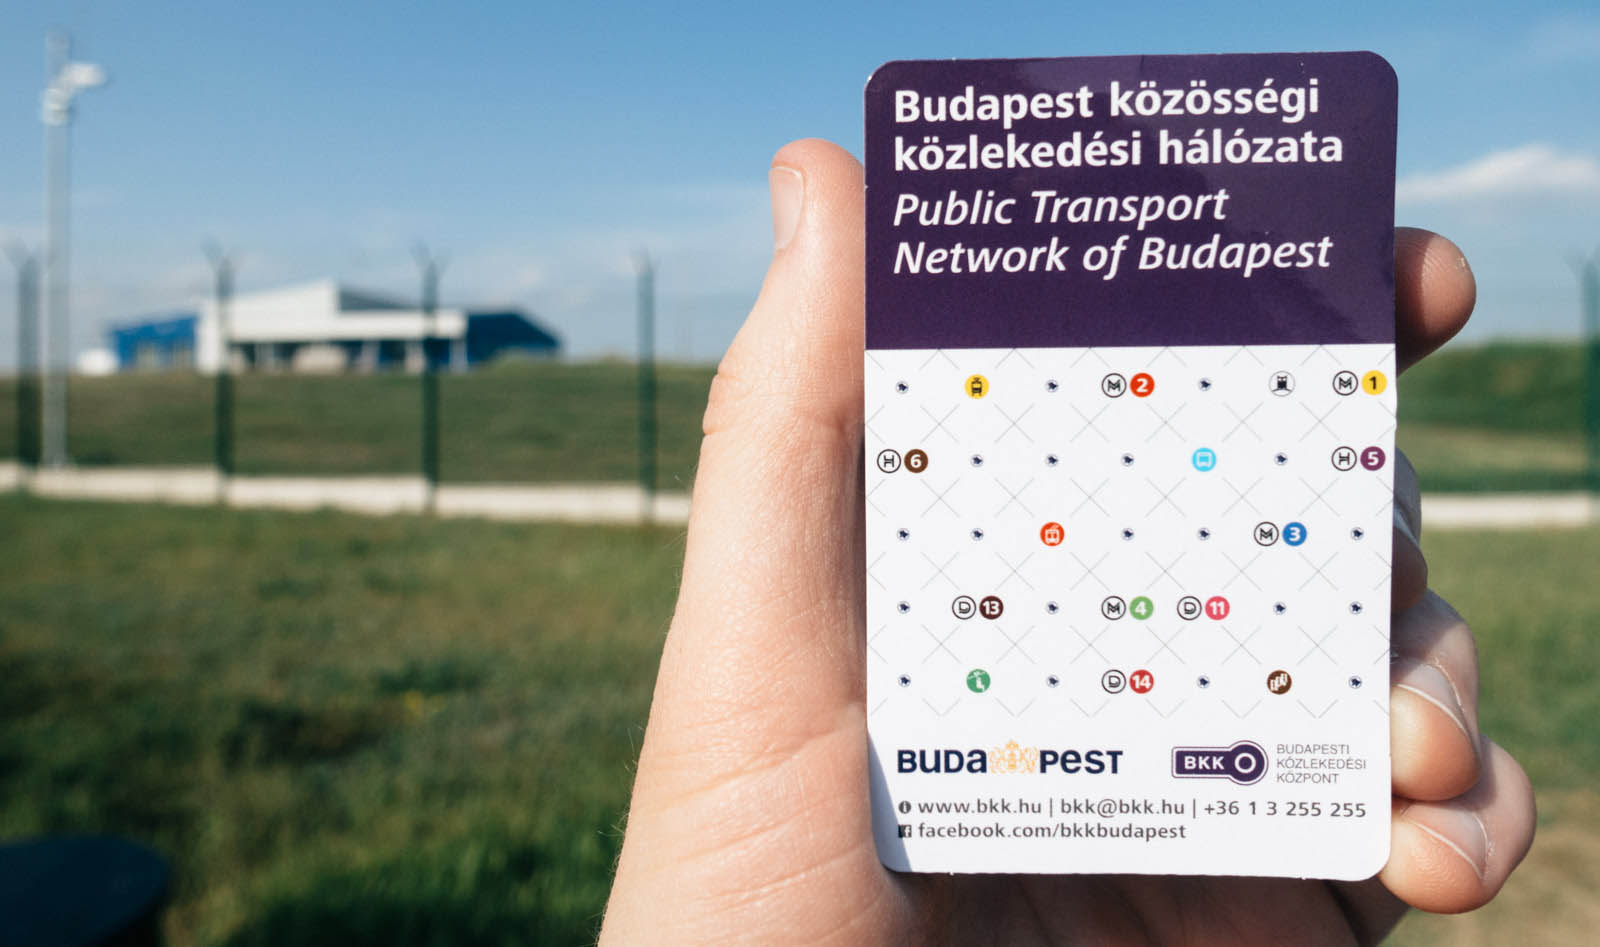 Budapest közösségi
közlekedési hálózata
Public Transport
Network of Budapest
M 2 M 1
H 6 H 5
M 3
D 13 M 4 D 11
D 14
BUDAPEST
BKK BUDAPESTI
KÖZLEKEDÉSI
KÖZPONT
www.bkk.hu | bkk@bkk.hu | +36 1 3 255 255
facebook.com/bkkbudapest